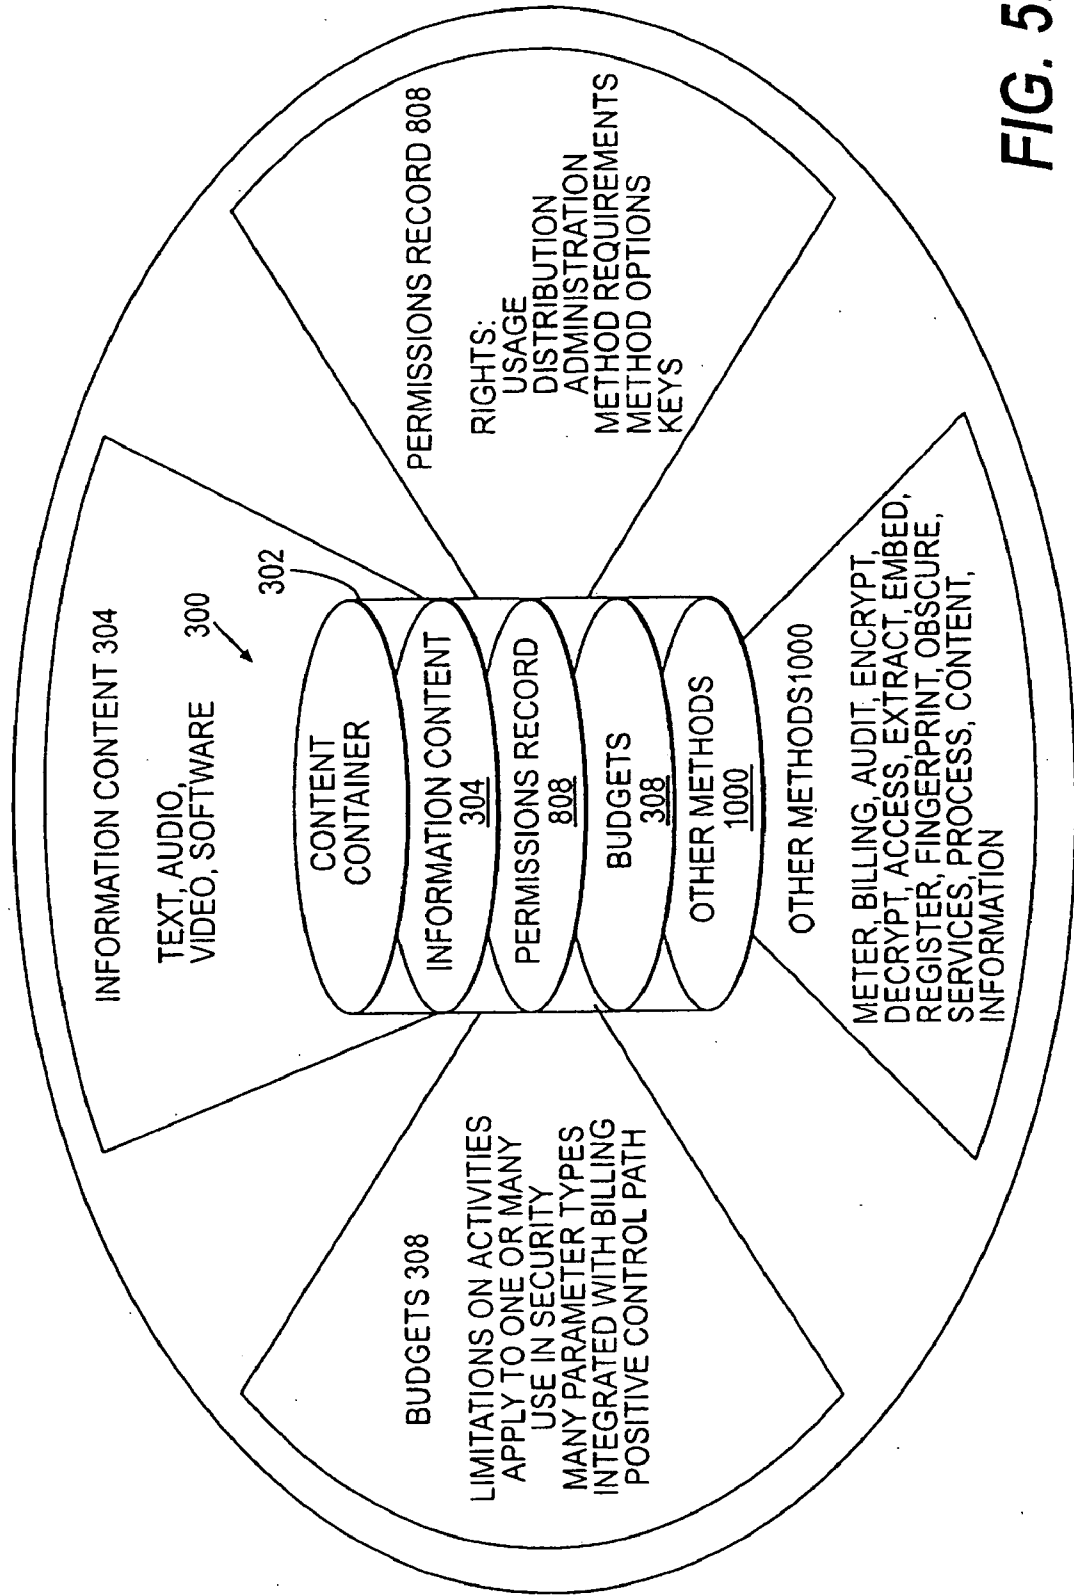 INFORMATION CONTENT 304
TEXT, AUDIO,
VIDEO, SOFTWARE
300
302
CONTENT
CONTAINER
INFORMATION CONTENT
304
PERMISSIONS RECORD
808
BUDGETS
308
OTHER METHODS
1000
BUDGETS 308
LIMITATIONS ON ACTIVITIES
APPLY TO ONE OR MANY
USE IN SECURITY
MANY PARAMETER TYPES
INTEGRATED WITH BILLING
POSITIVE CONTROL PATH
PERMISSIONS RECORD 808
RIGHTS:
USAGE
DISTRIBUTION
ADMINISTRATION
METHOD REQUIREMENTS
METHOD OPTIONS
KEYS
OTHER METHODS1000
METER, BILLING, AUDIT, ENCRYPT,
DECRYPT, ACCESS, EXTRACT, EMBED,
REGISTER, FINGERPRINT, OBSCURE,
SERVICES, PROCESS, CONTENT,
INFORMATION
FIG. 5